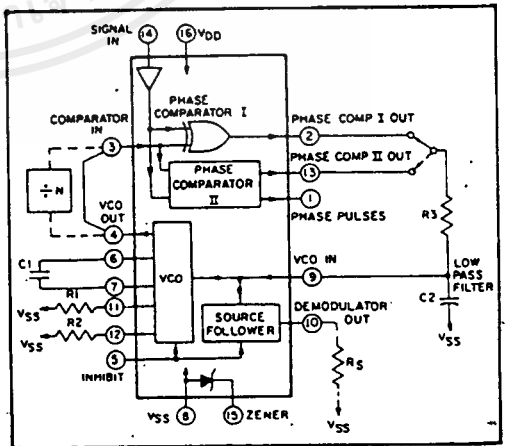 SIGNAL IN
14
16
VDD
PHASE COMPARATOR I
COMPARATOR IN
3
PHASE COMP I OUT
2
PHASE COMP II OUT
13
PHASE COMPARATOR II
1
PHASE PULSES
÷ N
VCO OUT
4
R3
C1
6
7
VCO
VCO IN
9
LOW PASS FILTER
C2
VSS
R1
11
VSS
R2
12
VSS
SOURCE FOLLOWER
DEMODULATOR OUT
10
RS
VSS
5
INHIBIT
VSS
8
15
ZENER